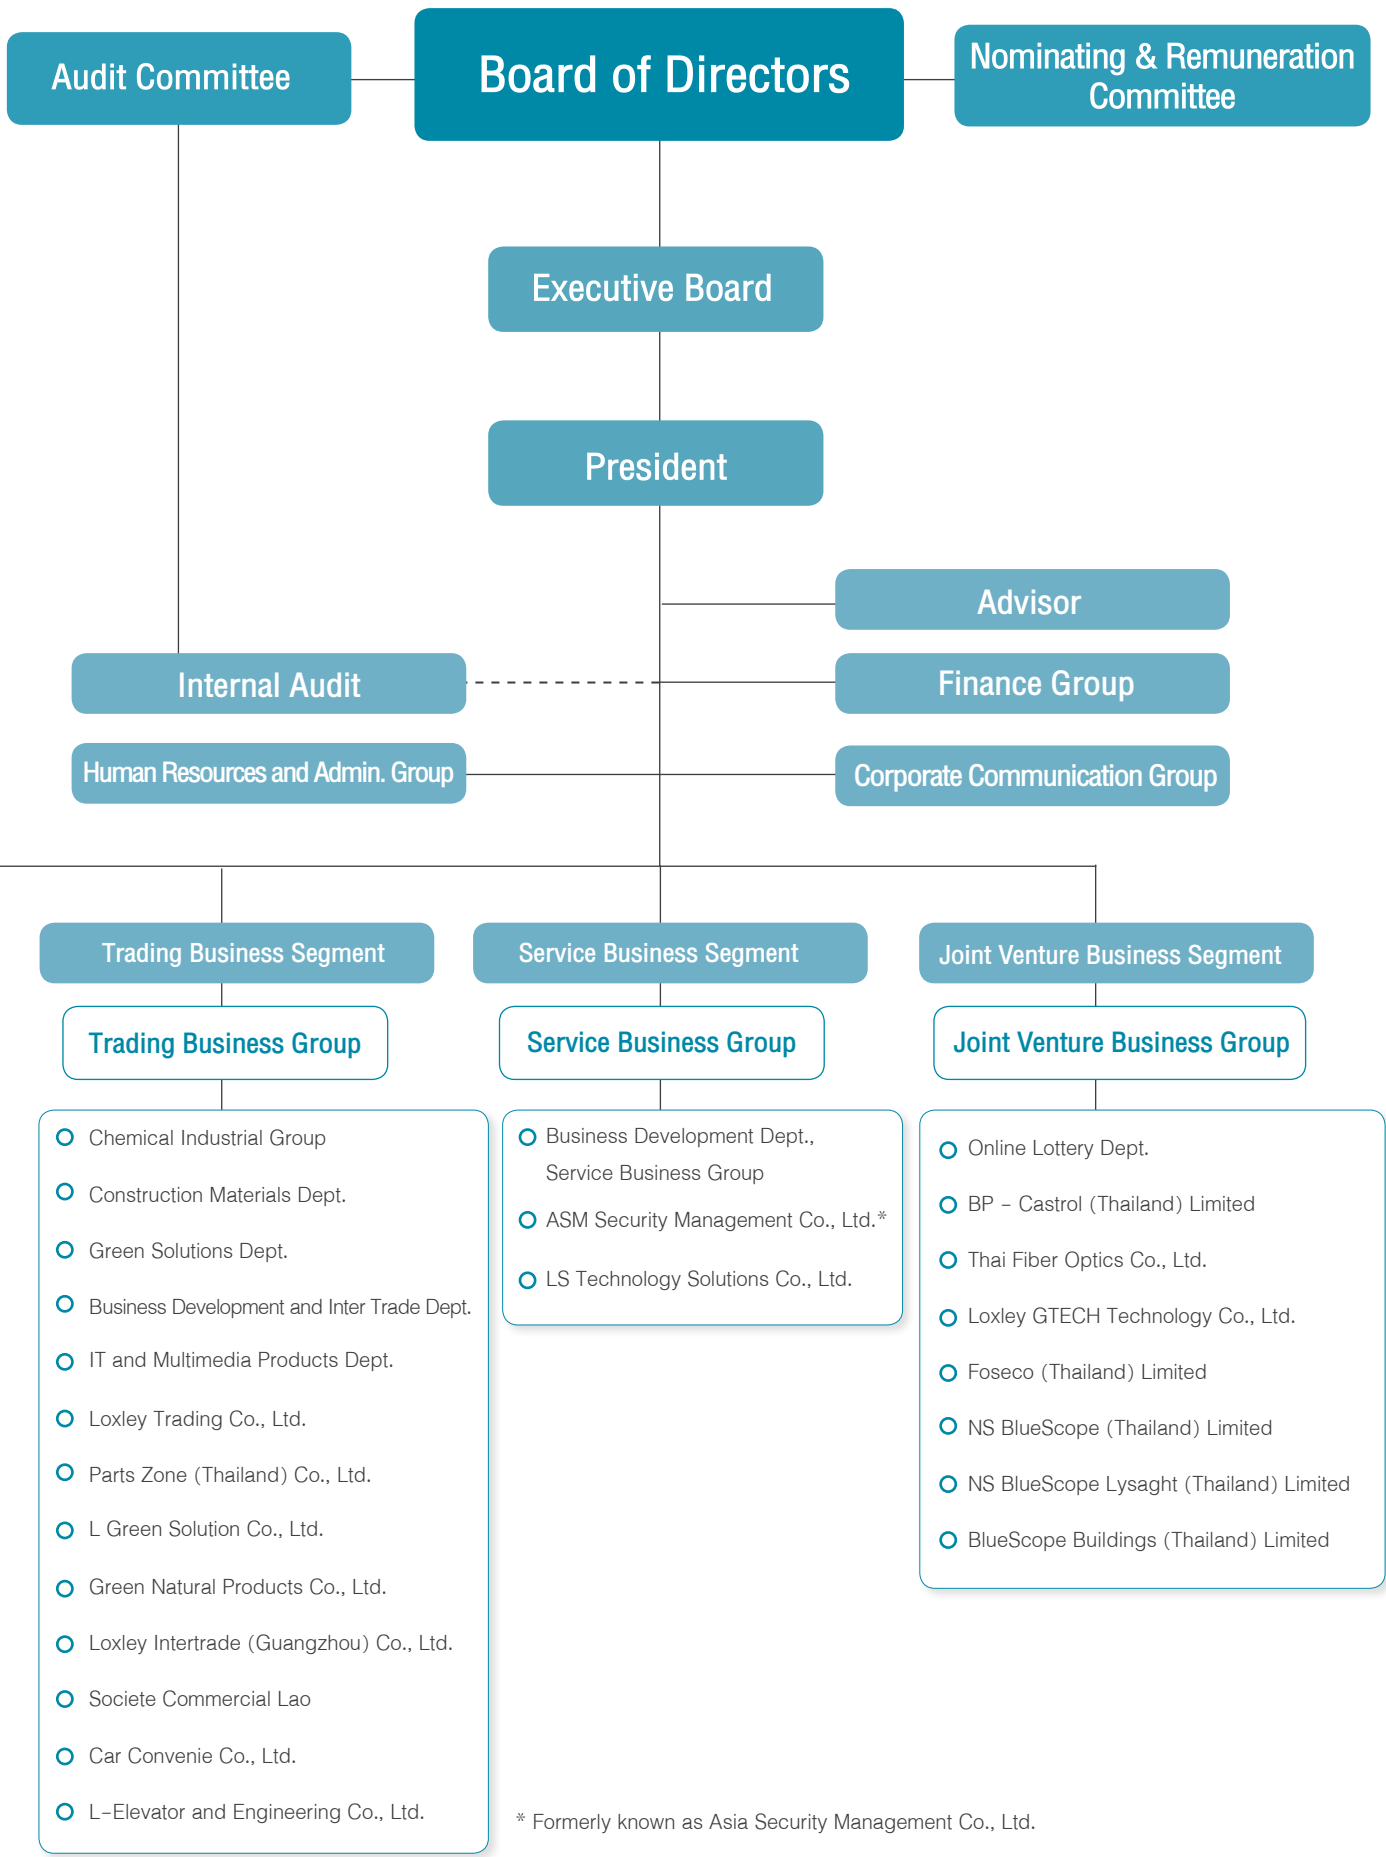 Audit Committee
Board of Directors
Nominating & Remuneration
Committee
Executive Board
President
Advisor
Internal Audit
Finance Group
Human Resources and Admin. Group
Corporate Communication Group
Trading Business Segment
Service Business Segment
Joint Venture Business Segment
Trading Business Group
Service Business Group
Joint Venture Business Group
Chemical Industrial Group
Construction Materials Dept.
Green Solutions Dept.
Business Development and Inter Trade Dept.
IT and Multimedia Products Dept.
Loxley Trading Co., Ltd.
Parts Zone (Thailand) Co., Ltd.
L Green Solution Co., Ltd.
Green Natural Products Co., Ltd.
Loxley Intertrade (Guangzhou) Co., Ltd.
Societe Commercial Lao
Car Convenie Co., Ltd.
L-Elevator and Engineering Co., Ltd.
Business Development Dept.,
Service Business Group
ASM Security Management Co., Ltd.*
LS Technology Solutions Co., Ltd.
Online Lottery Dept.
BP - Castrol (Thailand) Limited
Thai Fiber Optics Co., Ltd.
Loxley GTECH Technology Co., Ltd.
Foseco (Thailand) Limited
NS BlueScope (Thailand) Limited
NS BlueScope Lysaght (Thailand) Limited
BlueScope Buildings (Thailand) Limited
* Formerly known as Asia Security Management Co., Ltd.